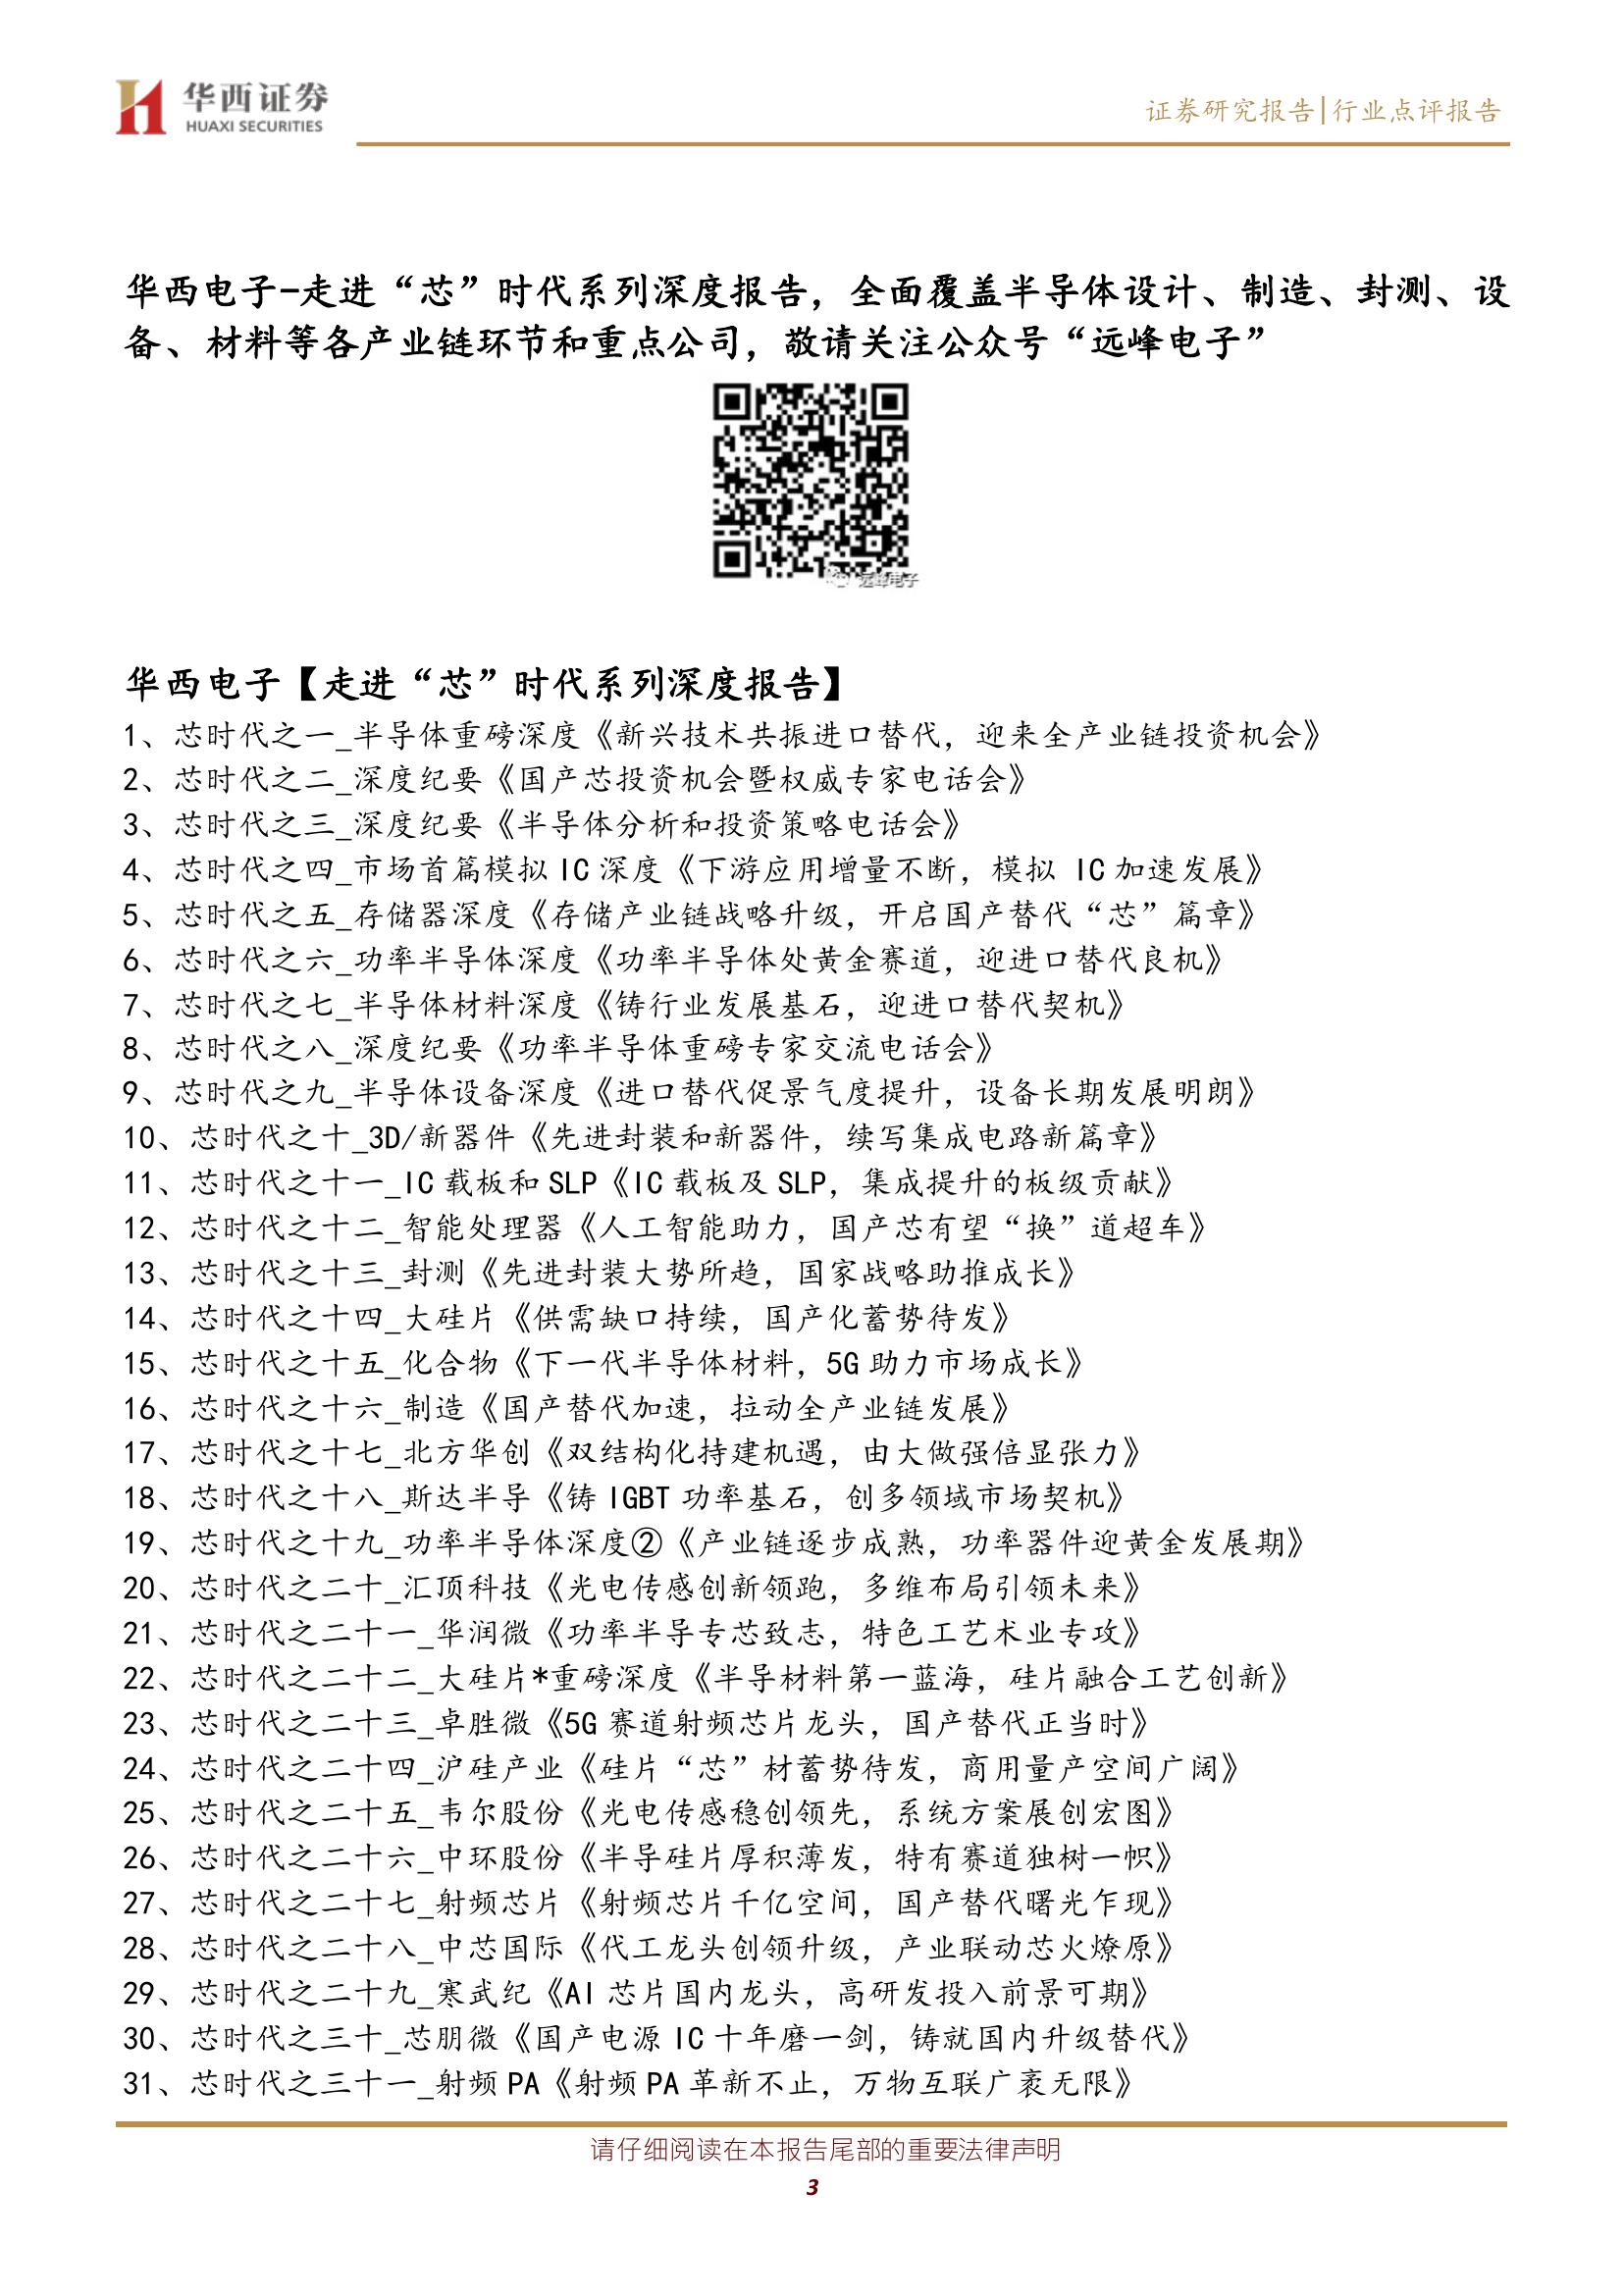 华西证券
HUAXI SECURITIES
证券研究报告|行业点评报告
华西电子-走进“芯”时代系列深度报告，全面覆盖半导体设计、制造、封测、设
备、材料等各产业链环节和重点公司，敬请关注公众号“远峰电子”
远峰电子
华西电子【走进“芯”时代系列深度报告】
1、芯时代之一_半导体重磅深度《新兴技术共振进口替代，迎来全产业链投资机会》
2、芯时代之二_深度纪要《国产芯投资机会暨权威专家电话会》
3、芯时代之三_深度纪要《半导体分析和投资策略电话会》
4、芯时代之四_市场首篇模拟 IC 深度《下游应用增量不断，模拟 IC 加速发展》
5、芯时代之五_存储器深度《存储产业链战略升级，开启国产替代“芯”篇章》
6、芯时代之六_功率半导体深度《功率半导体处黄金赛道，迎进口替代良机》
7、芯时代之七_半导体材料深度《铸行业发展基石，迎进口替代契机》
8、芯时代之八_深度纪要《功率半导体重磅专家交流电话会》
9、芯时代之九_半导体设备深度《进口替代促景气度提升，设备长期发展明朗》
10、芯时代之十_3D/新器件《先进封装和新器件，续写集成电路新篇章》
11、芯时代之十一_IC 载板和 SLP《IC 载板及 SLP，集成提升的板级贡献》
12、芯时代之十二_智能处理器《人工智能助力，国产芯有望“换”道超车》
13、芯时代之十三_封测《先进封装大势所趋，国家战略助推成长》
14、芯时代之十四_大硅片《供需缺口持续，国产化蓄势待发》
15、芯时代之十五_化合物《下一代半导体材料，5G 助力市场成长》
16、芯时代之十六_制造《国产替代加速，拉动全产业链发展》
17、芯时代之十七_北方华创《双结构化持建机遇，由大做强倍显张力》
18、芯时代之十八_斯达半导《铸 IGBT 功率基石，创多领域市场契机》
19、芯时代之十九_功率半导体深度②《产业链逐步成熟，功率器件迎黄金发展期》
20、芯时代之二十_汇顶科技《光电传感创新领跑，多维布局引领未来》
21、芯时代之二十一_华润微《功率半导专芯致志，特色工艺术业专攻》
22、芯时代之二十二_大硅片*重磅深度《半导材料第一蓝海，硅片融合工艺创新》
23、芯时代之二十三_卓胜微《5G 赛道射频芯片龙头，国产替代正当时》
24、芯时代之二十四_沪硅产业《硅片“芯”材蓄势待发，商用量产空间广阔》
25、芯时代之二十五_韦尔股份《光电传感稳创领先，系统方案展创宏图》
26、芯时代之二十六_中环股份《半导硅片厚积薄发，特有赛道独树一帜》
27、芯时代之二十七_射频芯片《射频芯片千亿空间，国产替代曙光乍现》
28、芯时代之二十八_中芯国际《代工龙头创领升级，产业联动芯火燎原》
29、芯时代之二十九_寒武纪《AI 芯片国内龙头，高研发投入前景可期》
30、芯时代之三十_芯朋微《国产电源 IC 十年磨一剑，铸就国内升级替代》
31、芯时代之三十一_射频 PA《射频 PA 革新不止，万物互联广袤无限》
请仔细阅读在本报告尾部的重要法律声明
3